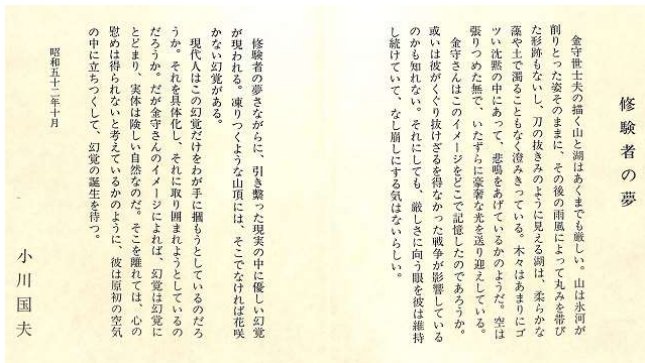 修験者の夢
金守世士夫の描く山と湖はあくまでも厳しい。山は氷河が
削りとった姿そのままに、その後の雨風によって丸みを帯び
た形跡もないし、刀の抜きみのように見える湖は、柔らかな
藻や土で濁ることもなく澄みきっている。木々はあまりにゴ
ツい沈黙の中にあって、悲鳴をあげているかのようだ。空は
張りつめた無で、いたずらに豪奢な光を送り迎えしている。
金守さんはこのイメージをどこで記憶したのであろうか。
或いは彼がくぐり抜けざるを得なかった戦争が影響している
のかも知れない。それにしても、厳しさに向う眼を彼は維持
し続けていて、なし崩しにする気はないらしい。
修験者の夢さながらに、引き繋った現実の中に優しい幻覚
が現われる。凍りつくような山頂には、そこでなければ花咲
かない幻覚がある。
現代人はこの幻覚だけをわが手に摑もうとしているのだろ
うか。それを具体化し、それに取り囲まれようとしているの
だろうか。だが金守さんのイメージによれば、幻覚は幻覚に
とどまり、実体は険しい自然なのだ。そこを離れては、心の
慰めは得られないと考えているかのように、彼は原初の空気
の中に立ちつくして、幻覚の誕生を待つ。
昭和五十二年十月
小川国夫